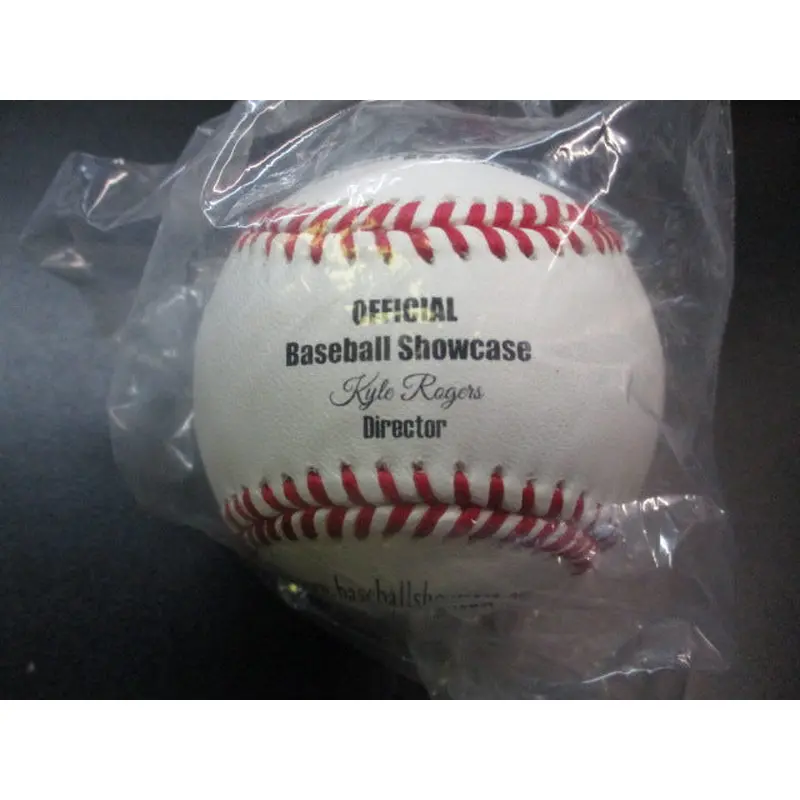 OFFICIAL
Baseball Showcase
Kyle Rogers
Director